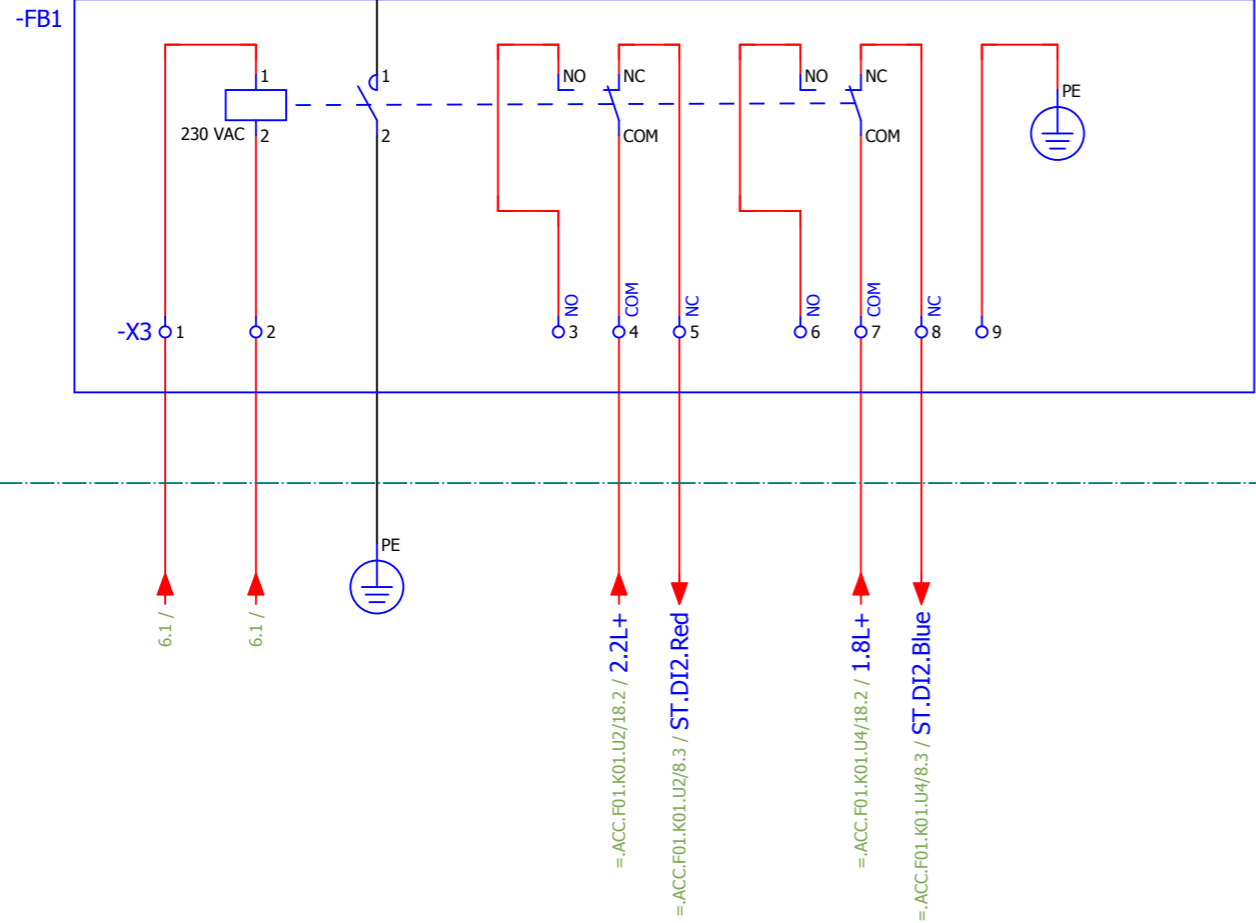 -FB1
1
230 VAC
2
1
2
NO
NC
COM
NO
NC
COM
PE
-X3
1
2
NO
3
COM
4
NC
5
NO
6
COM
7
NC
8
9
PE
6.1 /
6.1 /
=.ACC.F01.K01.U2/18.2 / 2.2L+
=.ACC.F01.K01.U2/8.3 / ST.DI2.Red
=.ACC.F01.K01.U4/18.2 / 1.8L+
=.ACC.F01.K01.U4/8.3 / ST.DI2.Blue